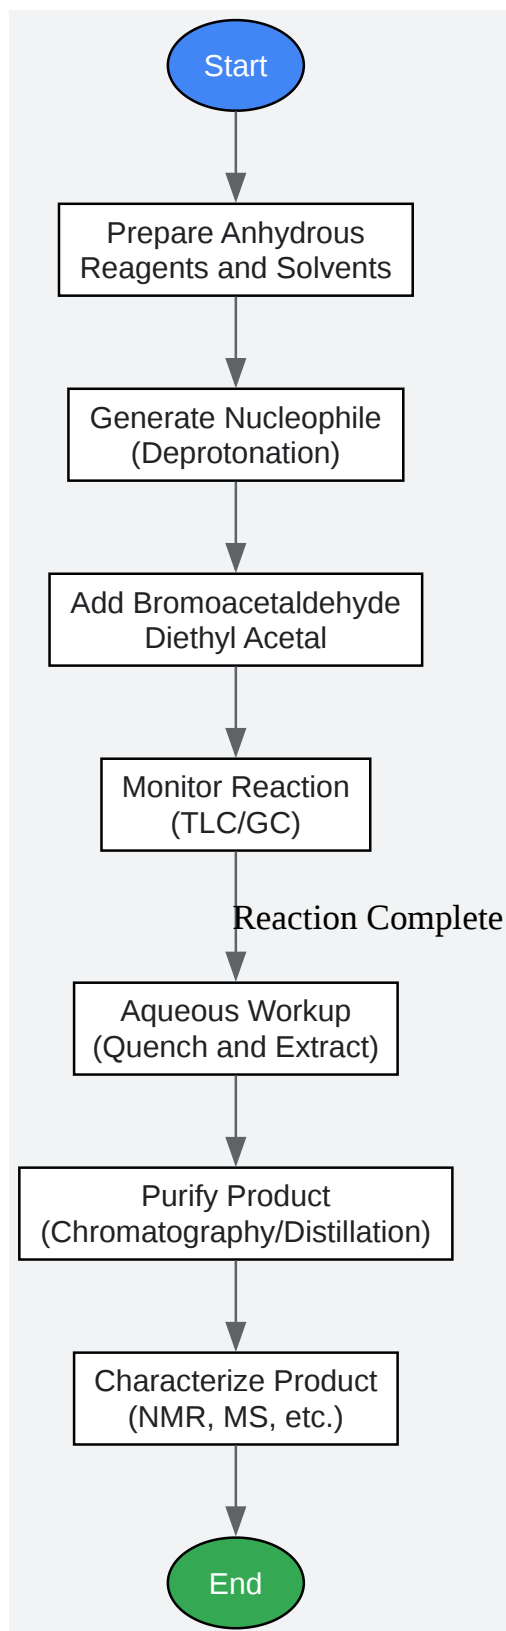 Start
Prepare Anhydrous
Reagents and Solvents
Generate Nucleophile
(Deprotonation)
Add Bromoacetaldehyde
Diethyl Acetal
Monitor Reaction
(TLC/GC)
Reaction Complete
Aqueous Workup
(Quench and Extract)
Purify Product
(Chromatography/Distillation)
Characterize Product
(NMR, MS, etc.)
End